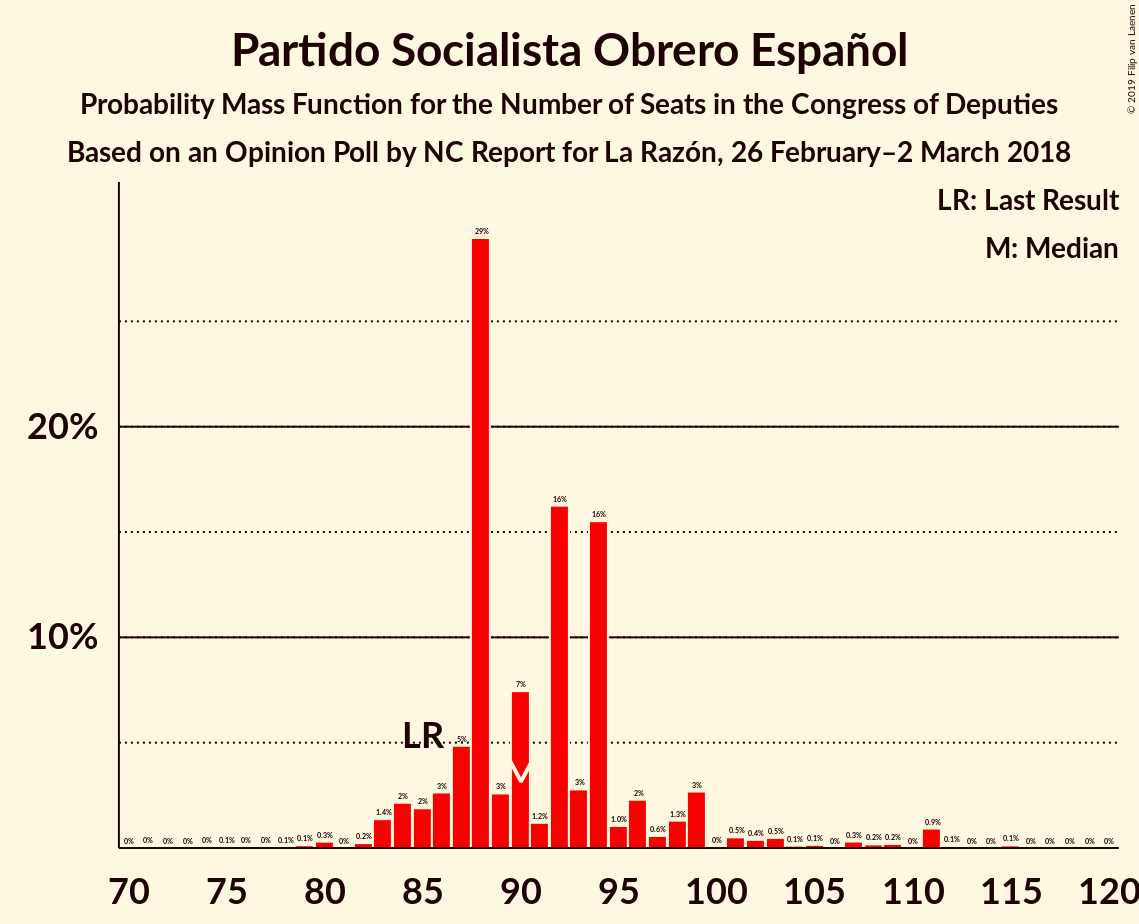 Partido Socialista Obrero Español
Probability Mass Function for the Number of Seats in the Congress of Deputies
Based on an Opinion Poll by NC Report for La Razón, 26 February–2 March 2018
© 2019 Filip van Laenen
LR: Last Result
M: Median
20%
10%
LR
0% 0% 0% 0% 0% 0.1% 0% 0% 0.1% 0.1% 0.3% 0% 0.2% 1.4% 2% 2% 3% 5% 29% 3% 7% 1.2% 16% 3% 16% 1.0% 2% 0.6% 1.3% 3% 0% 0.5% 0.4% 0.5% 0.1% 0.1% 0% 0.3% 0.2% 0.2% 0% 0.9% 0.1% 0% 0% 0.1% 0% 0% 0% 0% 0%
70 75 80 85 90 95 100 105 110 115 120